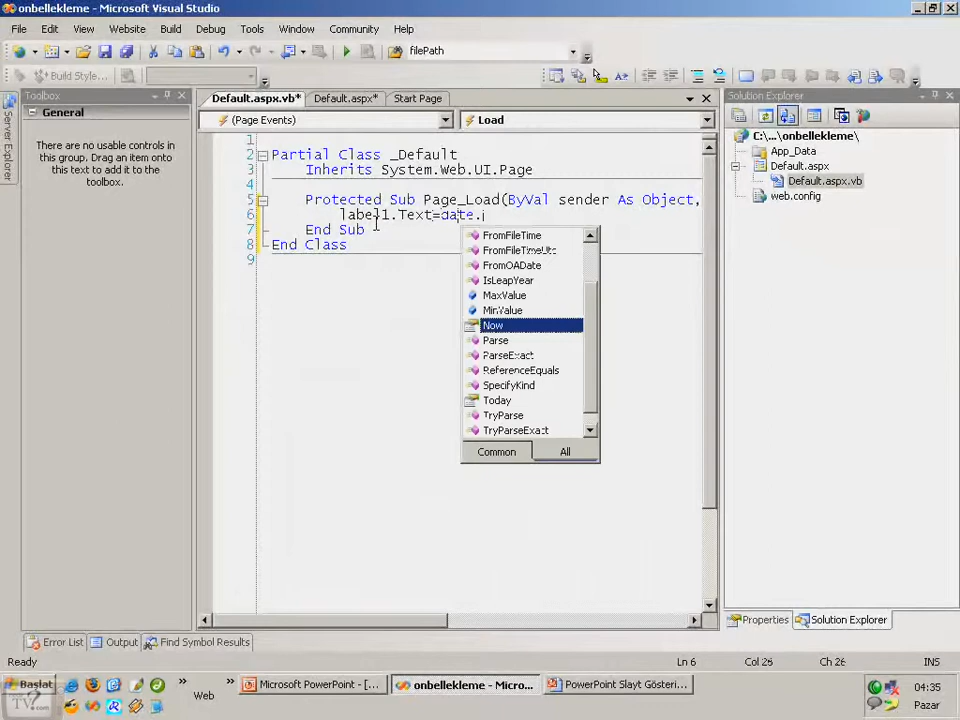 onbellekleme - Microsoft Visual Studio
File Edit View Website Build Debug Tools Window Community Help
filePath
Build Style...
Toolbox
General
There are no usable controls in
this group. Drag an item onto
this text to add it to the
toolbox.
Server Explorer
Default.aspx.vb* Default.aspx* Start Page
(Page Events) Load
1
2 Partial Class _Default
3 Inherits System.Web.UI.Page
4
5 Protected Sub Page_Load(ByVal sender As Object,
6 label1.Text=date.
7 End Sub
8 End Class
9
FromFileTime
FromFileTimeUtc
FromOADate
IsLeapYear
MaxValue
MinValue
Now
Parse
ParseExact
ReferenceEquals
SpecifyKind
Today
TryParse
TryParseExact
Common All
Solution Explorer
C:\...\onbellekleme\
App_Data
Default.aspx
Default.aspx.vb
web.config
Properties Solution Explorer
Error List Output Find Symbol Results
Ready Ln 6 Col 26 Ch 26 INS
Başlat Web Microsoft PowerPoint - [... onbellekleme - Micro... PowerPoint Slayt Gösteri... 04:35
TV? Pazar